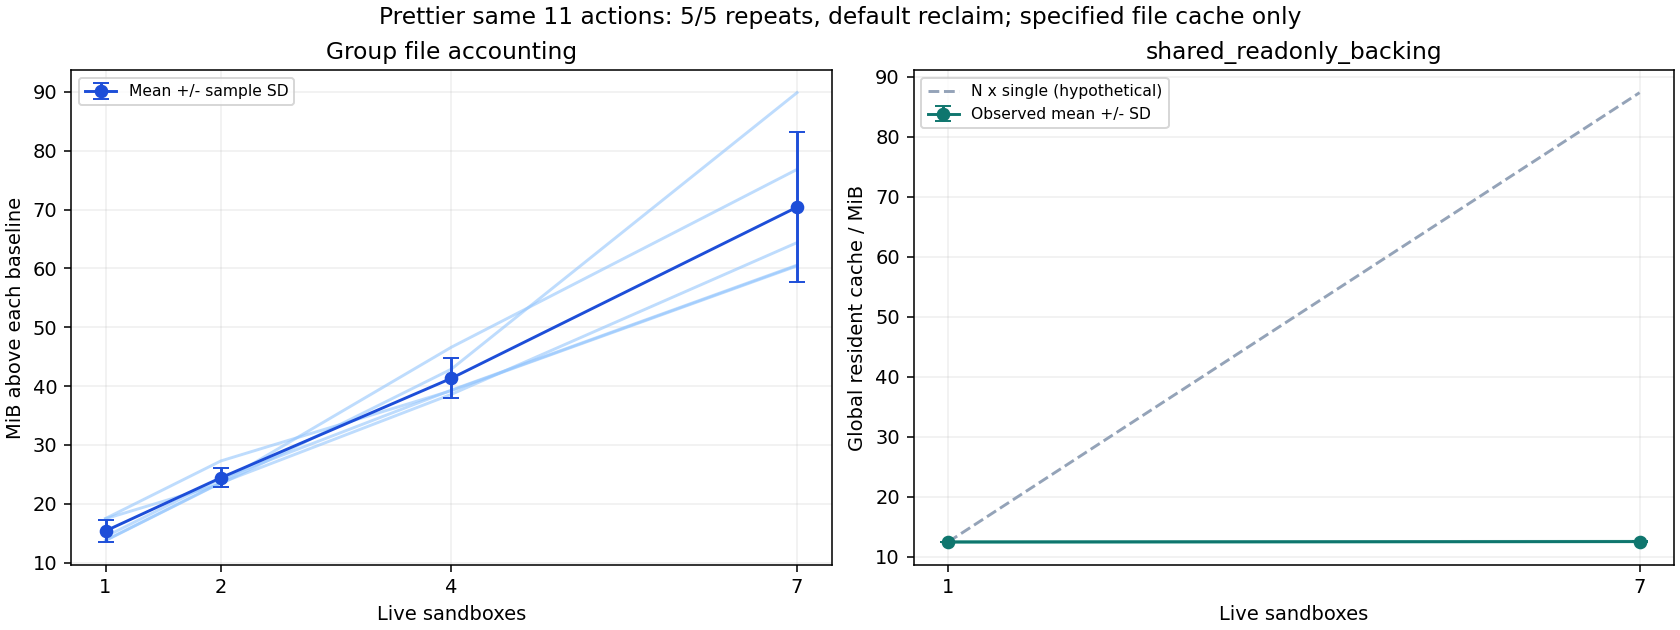 Prettier same 11 actions: 5/5 repeats, default reclaim; specified file cache only
Group file accounting
Mean +/- sample SD
MiB above each baseline
90
80
70
60
50
40
30
20
10
1
2
4
7
Live sandboxes
shared_readonly_backing
N x single (hypothetical)
Observed mean +/- SD
Global resident cache / MiB
90
80
70
60
50
40
30
20
10
1
7
Live sandboxes